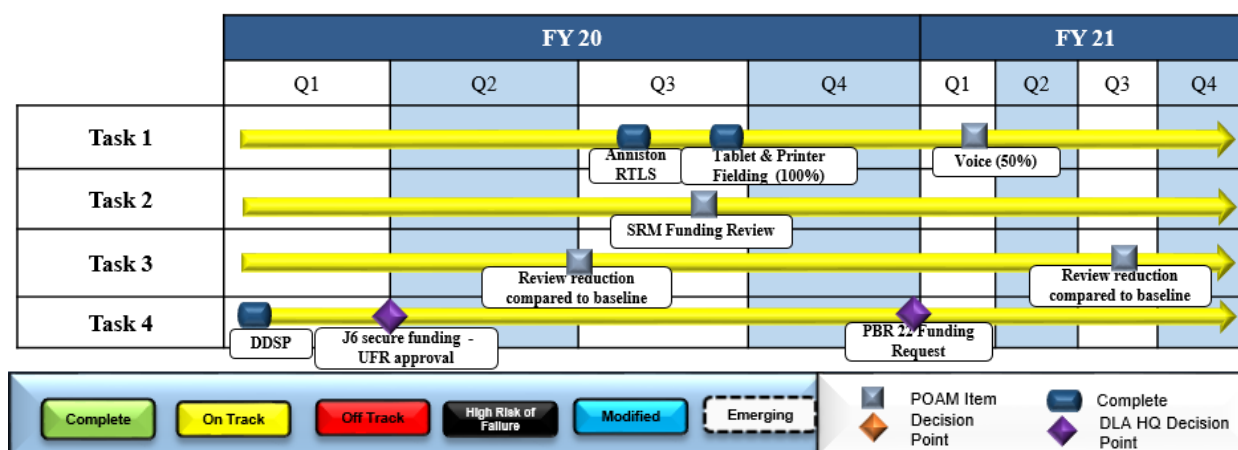 FY 20
FY 21
Q1
Q2
Q3
Q4
Q1
Q2
Q3
Q4
Task 1
Anniston
RTLS
Tablet & Printer
Fielding (100%)
Voice (50%)
Task 2
SRM Funding Review
Task 3
Review reduction
compared to baseline
Review reduction
compared to baseline
Task 4
DDSP
J6 secure funding -
UFR approval
PBR 22 Funding
Request
Complete
On Track
Off Track
High Risk of
Failure
Modified
Emerging
POAM Item
Decision
Point
Complete
DLA HQ Decision
Point